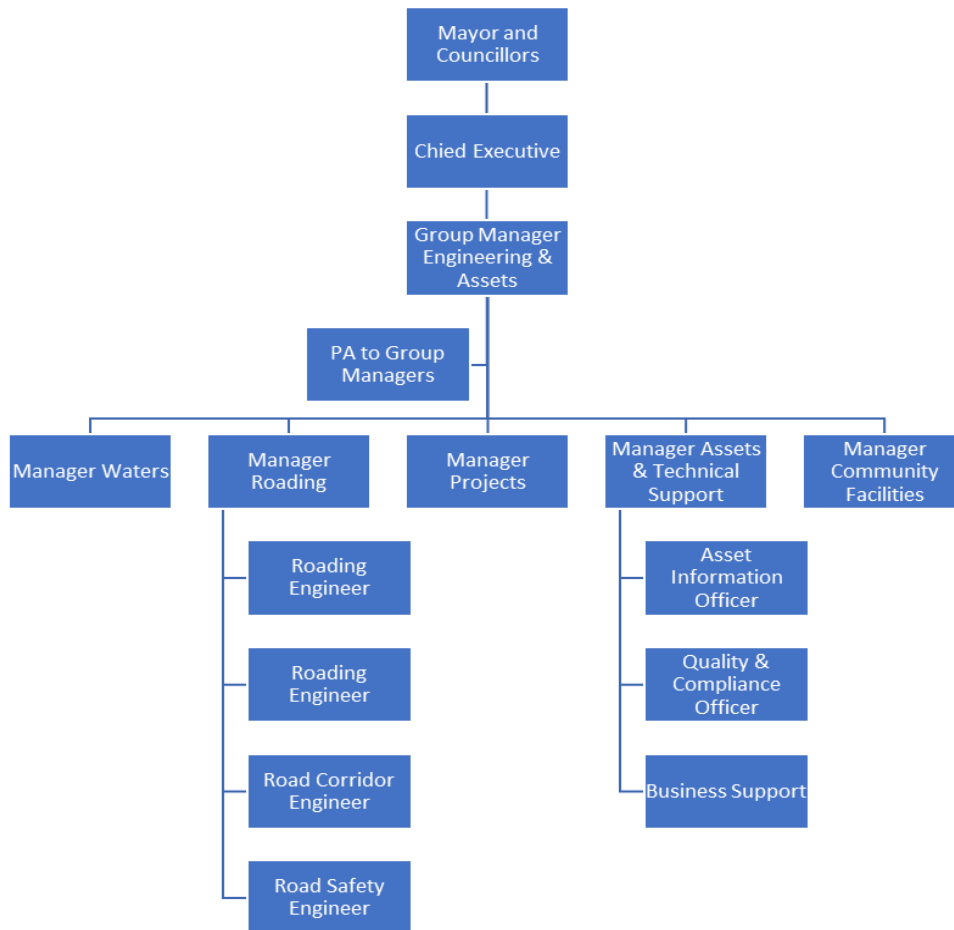 Mayor and
Councillors
Chied Executive
Group Manager
Engineering &
Assets
PA to Group
Managers
Manager Waters
Manager
Roading
Manager
Projects
Manager Assets
& Technical
Support
Manager
Community
Facilities
Roading
Engineer
Roading
Engineer
Road Corridor
Engineer
Road Safety
Engineer
Asset
Information
Officer
Quality &
Compliance
Officer
Business Support